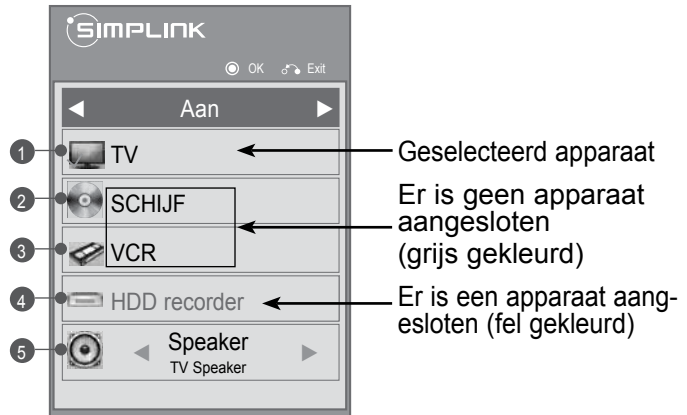 SIMPLINK
OK Exit
Aan
1 TV
Geselecteerd apparaat
2 SCHIJF
3 VCR
Er is geen apparaat
aangesloten
(grijs gekleurd)
4 HDD recorder
Er is een apparaat aang-
esloten (fel gekleurd)
5 Speaker
TV Speaker